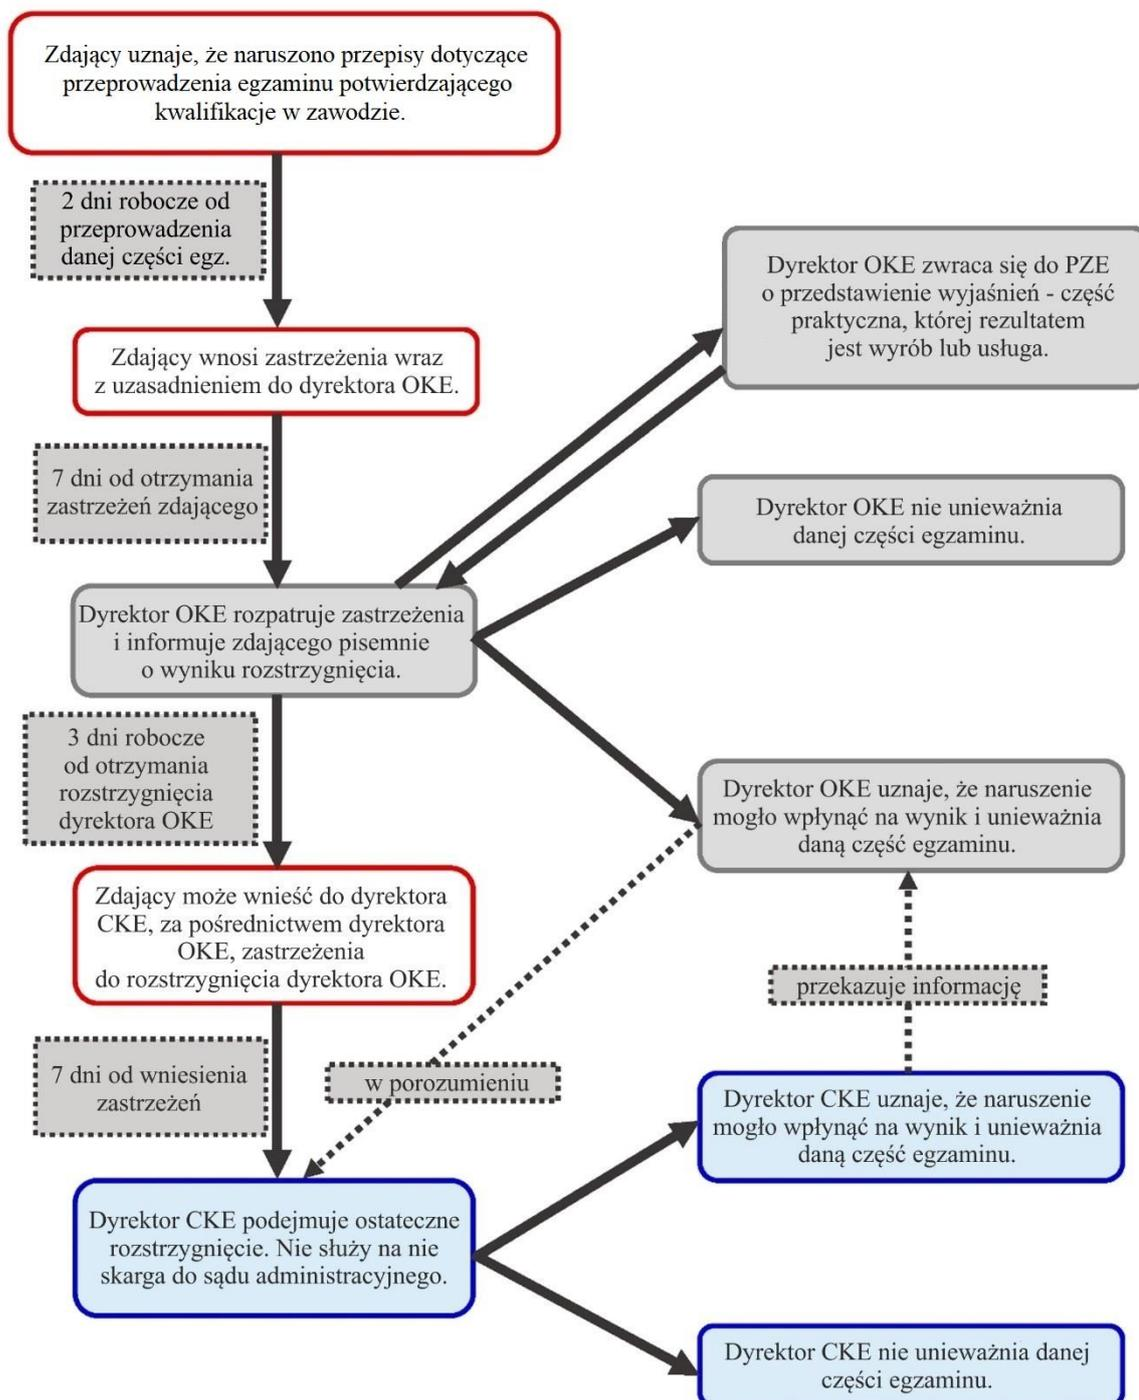 Zdający uznaje, że naruszono przepisy dotyczące
przeprowadzenia egzaminu potwierdzającego
kwalifikacje w zawodzie.
2 dni robocze od
przeprowadzenia
danej części egz.
Zdający wnosi zastrzeżenia wraz
z uzasadnieniem do dyrektora OKE.
Dyrektor OKE zwraca się do PZE
o przedstawienie wyjaśnień - część
praktyczna, której rezultatem
jest wyrób lub usługa.
7 dni od otrzymania
zastrzeżeń zdającego
Dyrektor OKE nie unieważnia
danej części egzaminu.
Dyrektor OKE rozpatruje zastrzeżenia
i informuje zdającego pisemnie
o wyniku rozstrzygnięcia.
3 dni robocze
od otrzymania
rozstrzygnięcia
dyrektora OKE
Dyrektor OKE uznaje, że naruszenie
mogło wpłynąć na wynik i unieważnia
daną część egzaminu.
Zdający może wnieść do dyrektora
CKE, za pośrednictwem dyrektora
OKE, zastrzeżenia
do rozstrzygnięcia dyrektora OKE.
przekazuje informację
7 dni od wniesienia
zastrzeżeń
w porozumieniu
Dyrektor CKE uznaje, że naruszenie
mogło wpłynąć na wynik i unieważnia
daną część egzaminu.
Dyrektor CKE podejmuje ostateczne
rozstrzygnięcie. Nie służy na nie
skarga do sądu administracyjnego.
Dyrektor CKE nie unieważnia danej
części egzaminu.